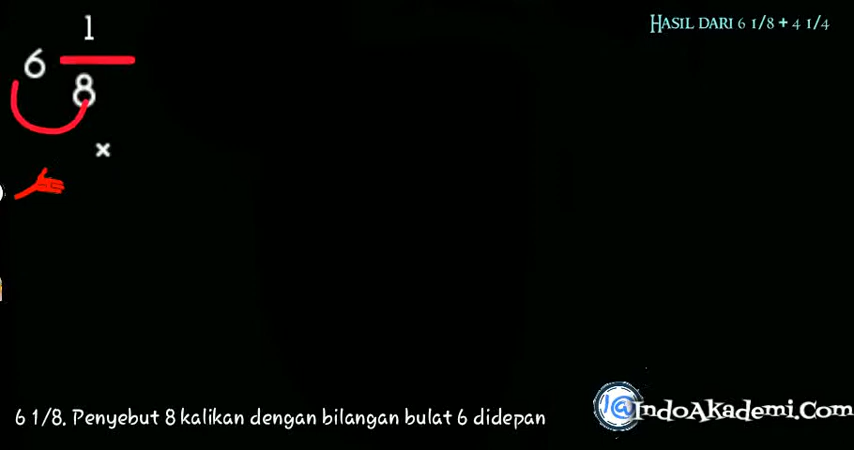 HASIL DARI 6 1/8 + 4 1/4
1
6
8
×
6 1/8. Penyebut 8 kalikan dengan bilangan bulat 6 didepan
1@IndoAkademi.Com